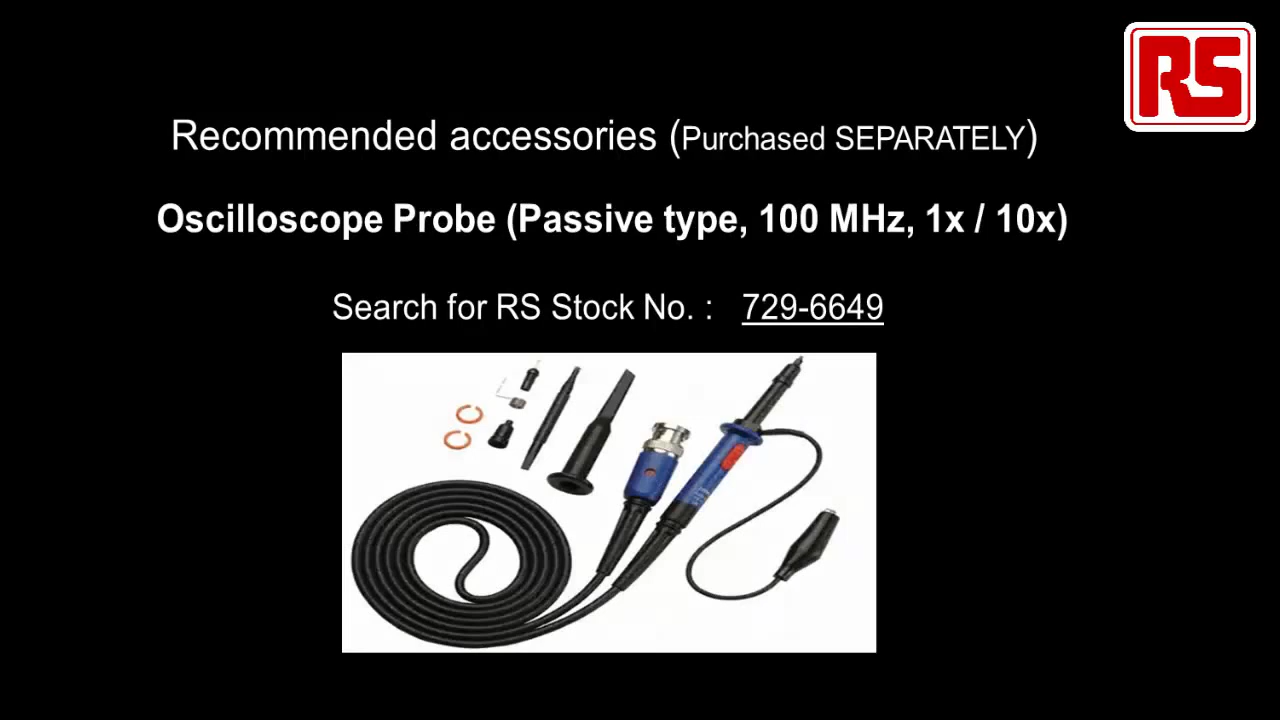 RS
Recommended accessories (Purchased SEPARATELY)
Oscilloscope Probe (Passive type, 100 MHz, 1x / 10x)
Search for RS Stock No. : 729-6649